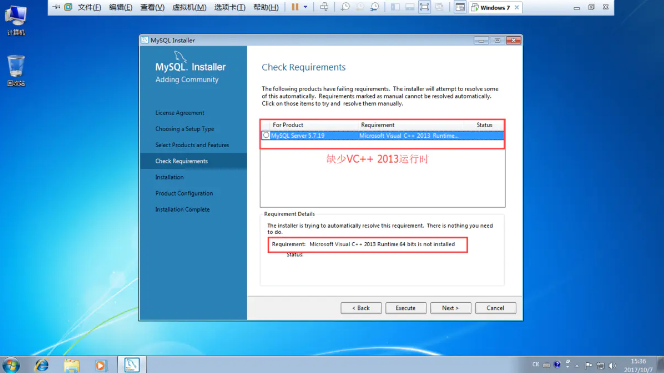 文件(F) 编辑(E) 查看(V) 虚拟机(M) 选项卡(T) 帮助(H)
Windows 7
计算机
回收站
MySQL Installer
MySQL. Installer
Adding Community
License Agreement
Choosing a Setup Type
Select Products and Features
Check Requirements
Installation
Product Configuration
Installation Complete
Check Requirements
The following products have failing requirements. The installer will attempt to resolve some
of this automatically. Requirements marked as manual cannot be resolved automatically.
Click on those items to try and resolve them manually.
For Product Requirement Status
MySQL Server 5.7.19 Microsoft Visual C++ 2013 Runtime...
缺少VC++ 2013运行时
Requirement Details
The installer is trying to automatically resolve this requirement. There is nothing you need
to do.
Requirement: Microsoft Visual C++ 2013 Runtime 64 bits is not installed
Status
< Back Execute Next > Cancel
15:36
2017/10/7